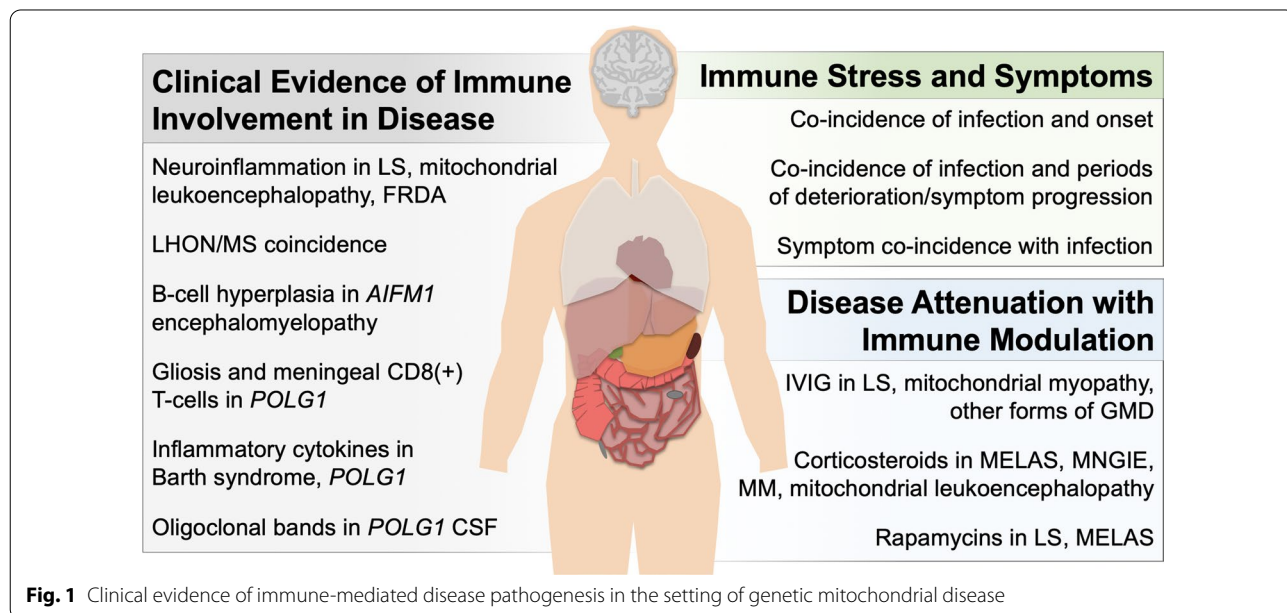 Clinical Evidence of Immune
Involvement in Disease
Neuroinflammation in LS, mitochondrial
leukoencephalopathy, FRDA
LHON/MS coincidence
B-cell hyperplasia in AIFM1
encephalomyelopathy
Gliosis and meningeal CD8(+)
T-cells in POLG1
Inflammatory cytokines in
Barth syndrome, POLG1
Oligoclonal bands in POLG1 CSF
Immune Stress and Symptoms
Co-incidence of infection and onset
Co-incidence of infection and periods
of deterioration/symptom progression
Symptom co-incidence with infection
Disease Attenuation with
Immune Modulation
IVIG in LS, mitochondrial myopathy,
other forms of GMD
Corticosteroids in MELAS, MNGIE,
MM, mitochondrial leukoencephalopathy
Rapamycins in LS, MELAS
Fig. 1 Clinical evidence of immune-mediated disease pathogenesis in the setting of genetic mitochondrial disease